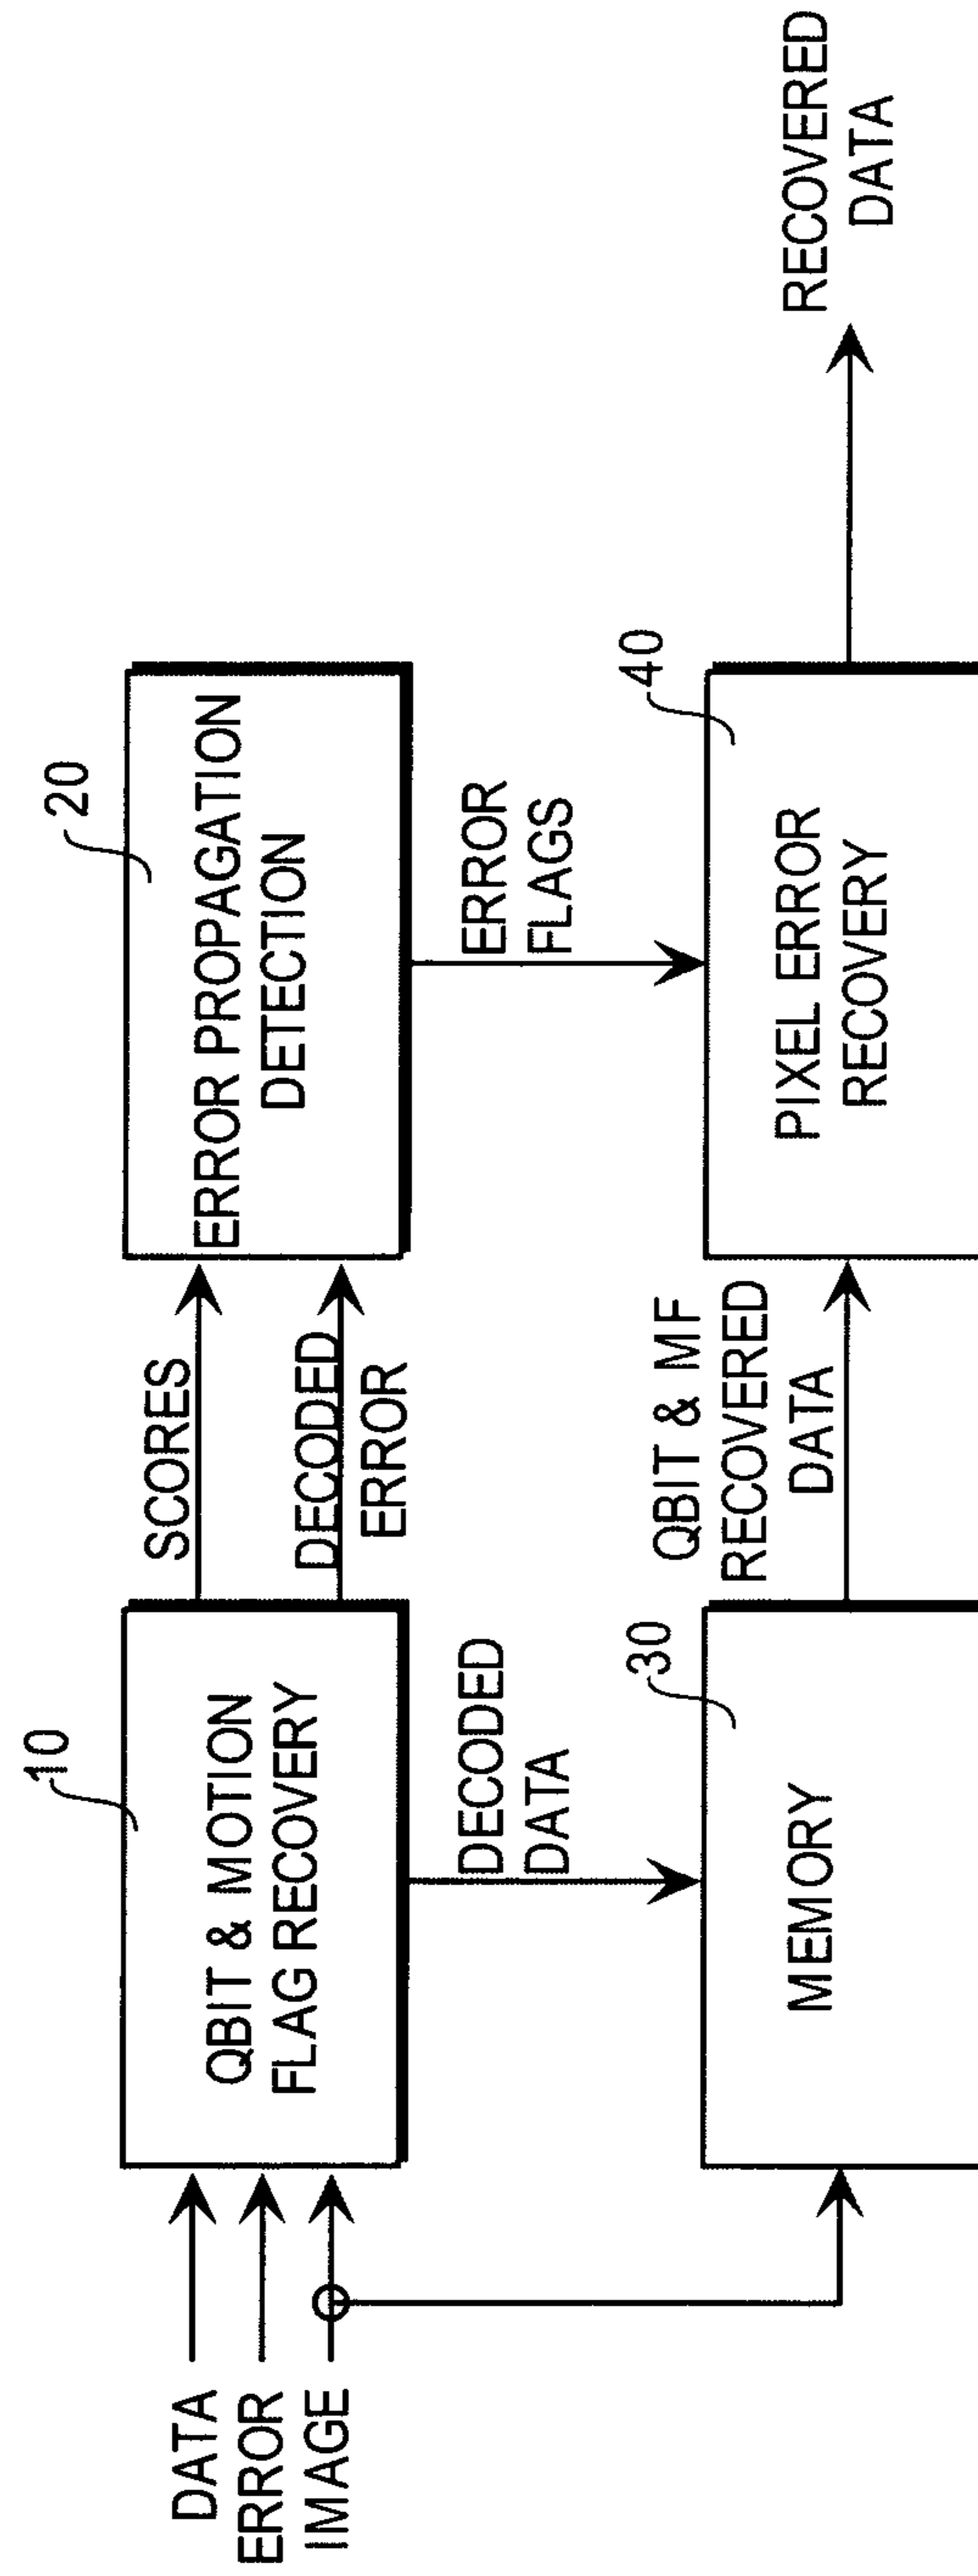 DATA
ERROR
IMAGE
10
QBIT & MOTION
FLAG RECOVERY
SCORES
DECODED
ERROR
20
ERROR PROPAGATION
DETECTION
DECODED
DATA
ERROR
FLAGS
30
MEMORY
QBIT & MF
RECOVERED
DATA
40
PIXEL ERROR
RECOVERY
RECOVERED
DATA